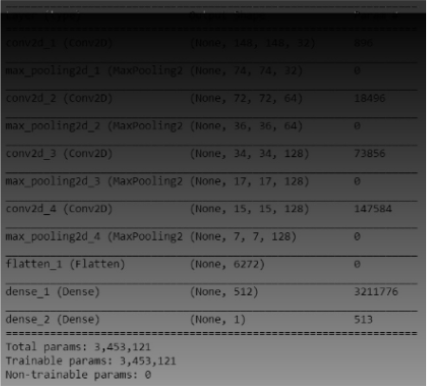 conv2d_1 (Conv2D) (None, 148, 148, 32) 896
max_pooling2d_1 (MaxPooling2 (None, 74, 74, 32) 0
conv2d_2 (Conv2D) (None, 72, 72, 64) 18496
max_pooling2d_2 (MaxPooling2 (None, 36, 36, 64) 0
conv2d_3 (Conv2D) (None, 34, 34, 128) 73856
max_pooling2d_3 (MaxPooling2 (None, 17, 17, 128) 0
conv2d_4 (Conv2D) (None, 15, 15, 128) 147584
max_pooling2d_4 (MaxPooling2 (None, 7, 7, 128) 0
flatten_1 (Flatten) (None, 6272) 0
dense_1 (Dense) (None, 512) 3211776
dense_2 (Dense) (None, 1) 513
Total params: 3,453,121
Trainable params: 3,453,121
Non-trainable params: 0